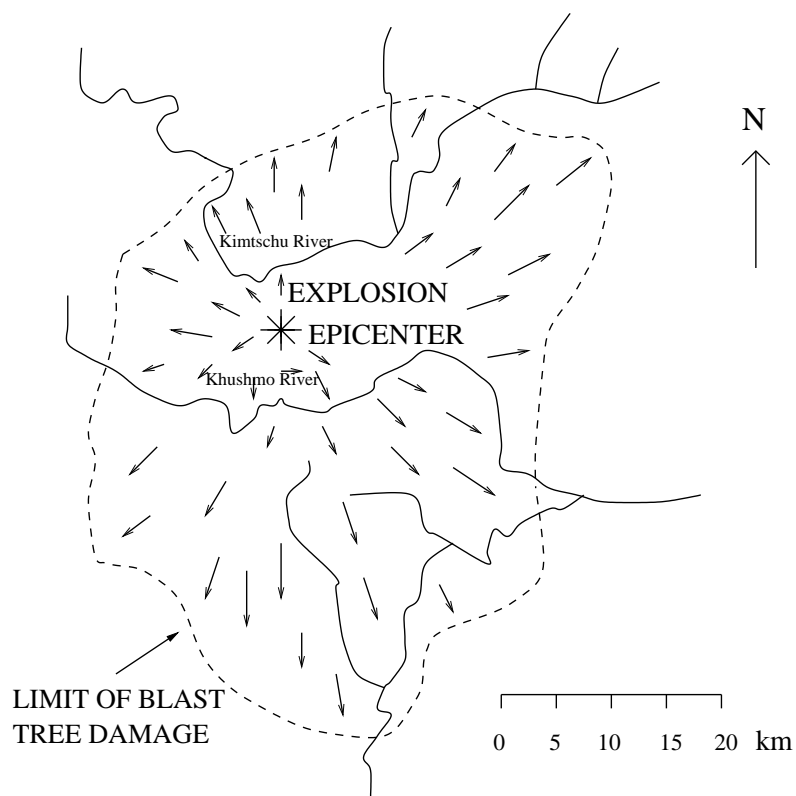 N
Kimtschu River
EXPLOSION
EPICENTER
Khushmo River
LIMIT OF BLAST
TREE DAMAGE
0 5 10 15 20 km